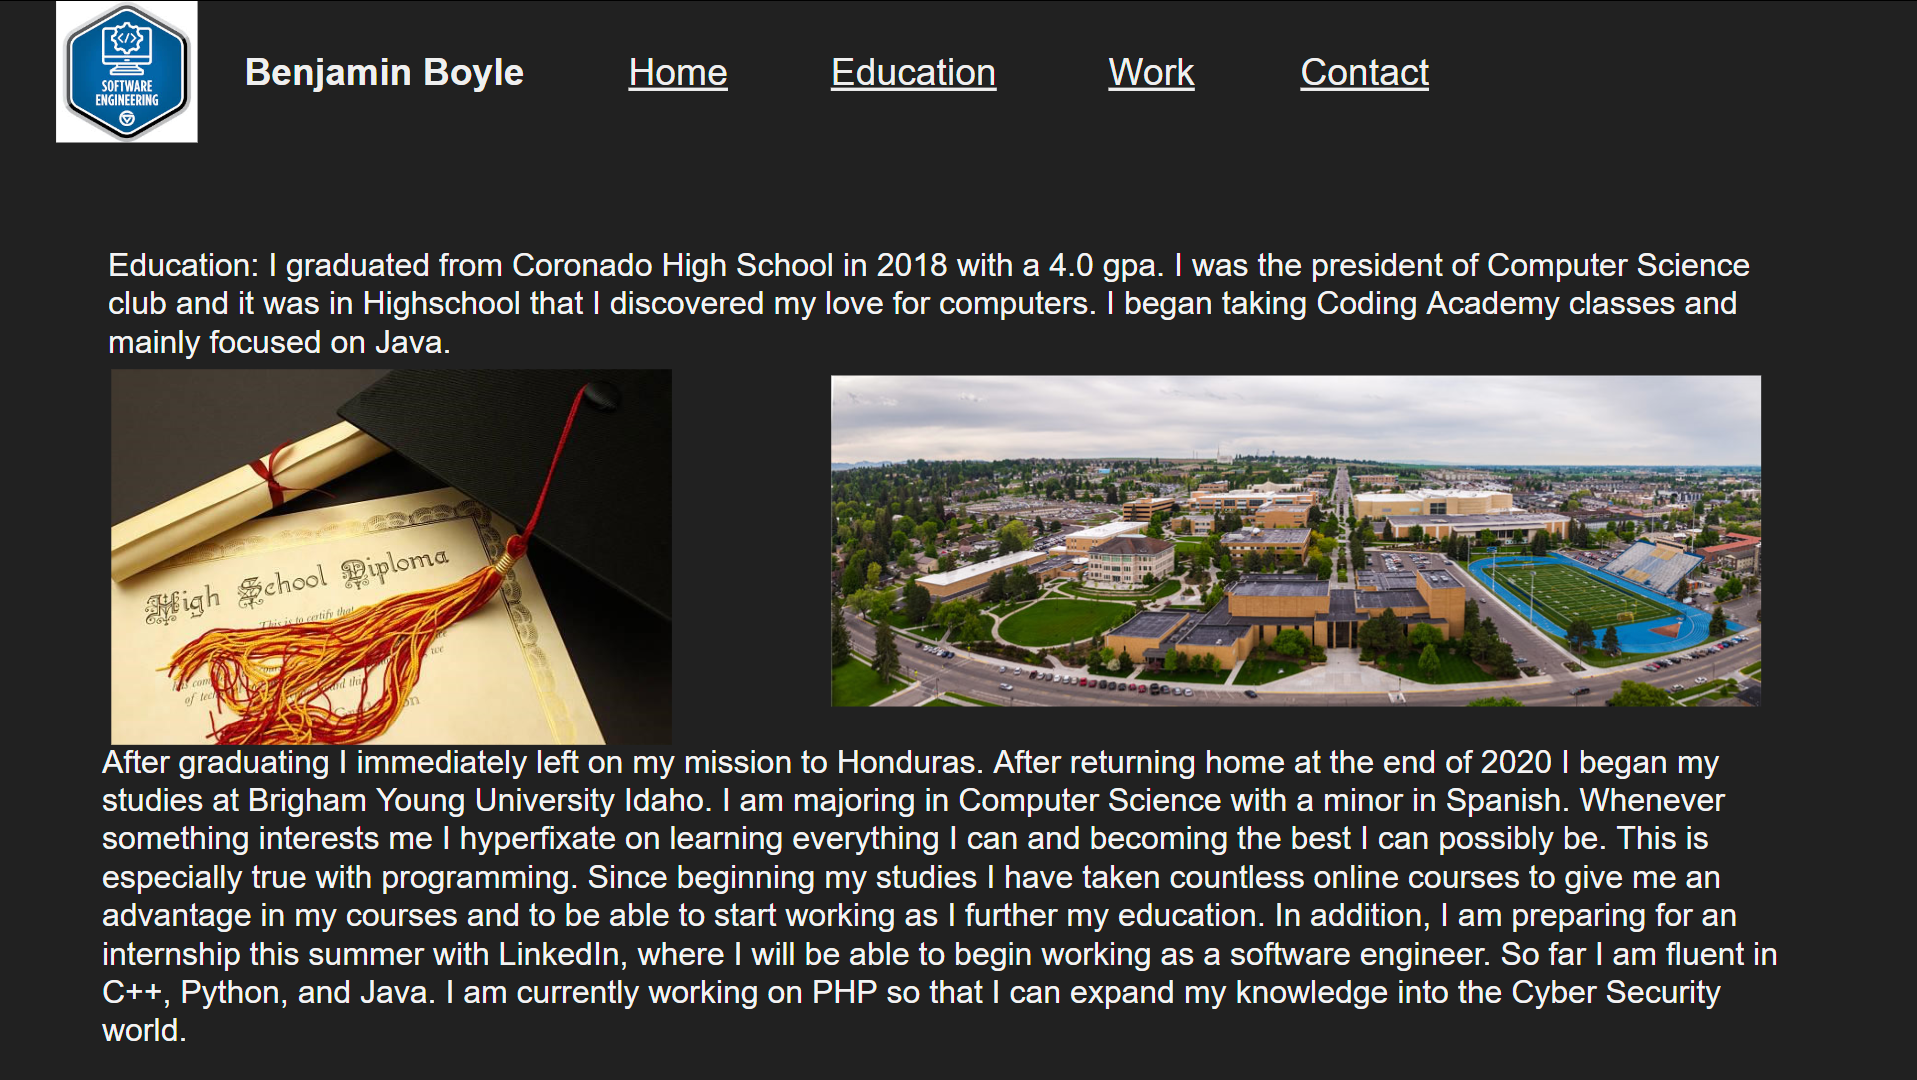 SOFTWARE
ENGINEERING
Benjamin Boyle
Home
Education
Work
Contact
Education: I graduated from Coronado High School in 2018 with a 4.0 gpa. I was the president of Computer Science
club and it was in Highschool that I discovered my love for computers. I began taking Coding Academy classes and
mainly focused on Java.
High School Diploma
This is to certify that
After graduating I immediately left on my mission to Honduras. After returning home at the end of 2020 I began my
studies at Brigham Young University Idaho. I am majoring in Computer Science with a minor in Spanish. Whenever
something interests me I hyperfixate on learning everything I can and becoming the best I can possibly be. This is
especially true with programming. Since beginning my studies I have taken countless online courses to give me an
advantage in my courses and to be able to start working as I further my education. In addition, I am preparing for an
internship this summer with LinkedIn, where I will be able to begin working as a software engineer. So far I am fluent in
C++, Python, and Java. I am currently working on PHP so that I can expand my knowledge into the Cyber Security
world.